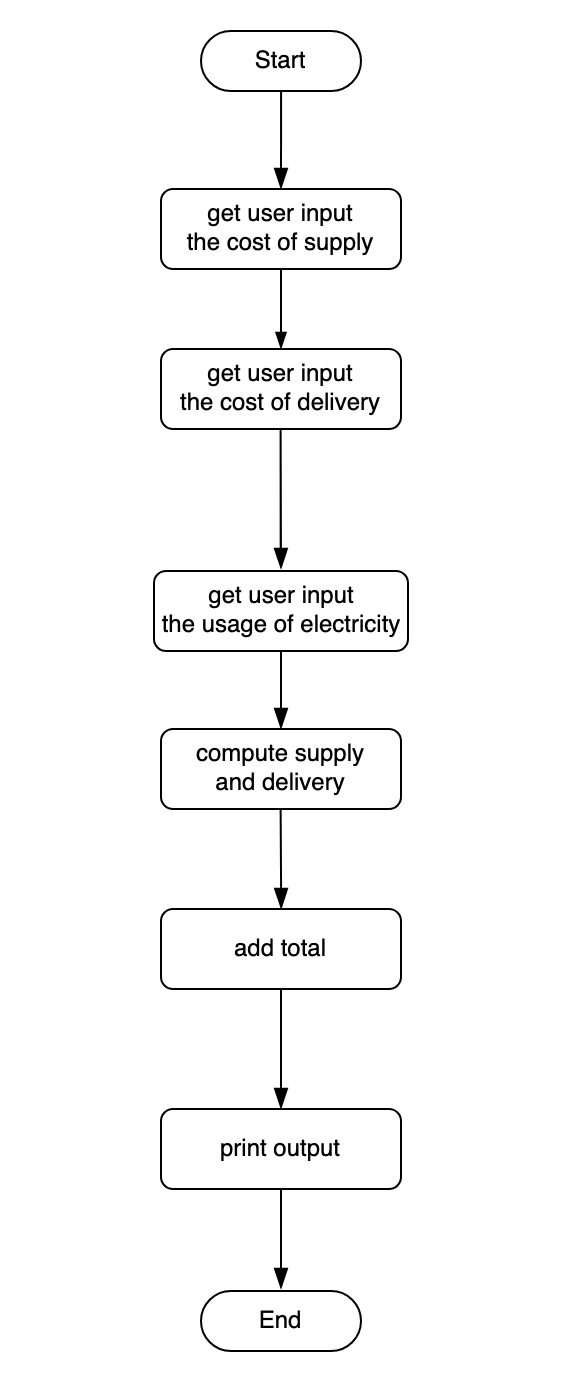 Start
get user input
the cost of supply
get user input
the cost of delivery
get user input
the usage of electricity
compute supply
and delivery
add total
print output
End